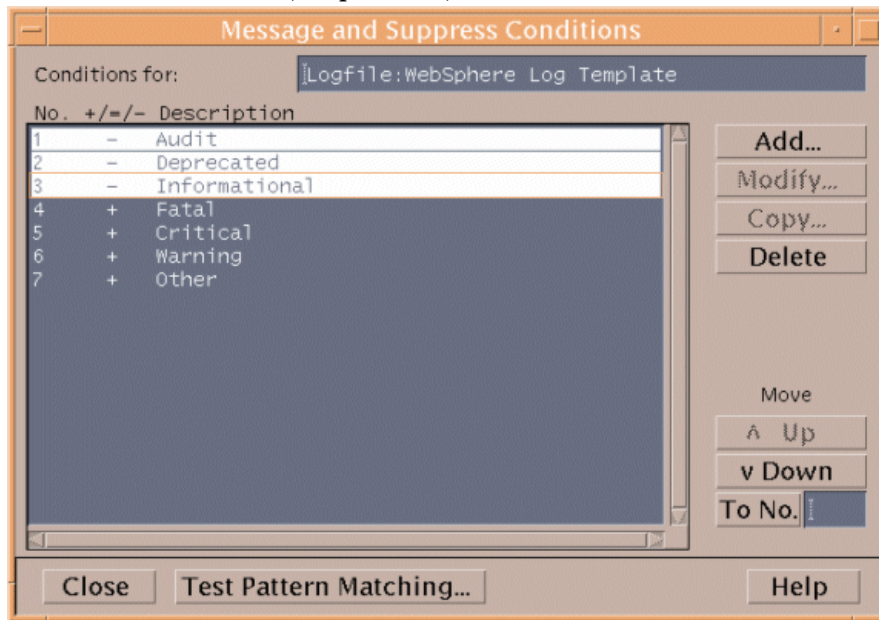 Message and Suppress Conditions
Conditions for: Logfile:WebSphere Log Template
No. +/=/- Description
1 - Audit
2 - Deprecated
3 - Informational
4 + Fatal
5 + Critical
6 + Warning
7 + Other
Add...
Modify...
Copy...
Delete
Move
^ Up
v Down
To No.
Close Test Pattern Matching... Help